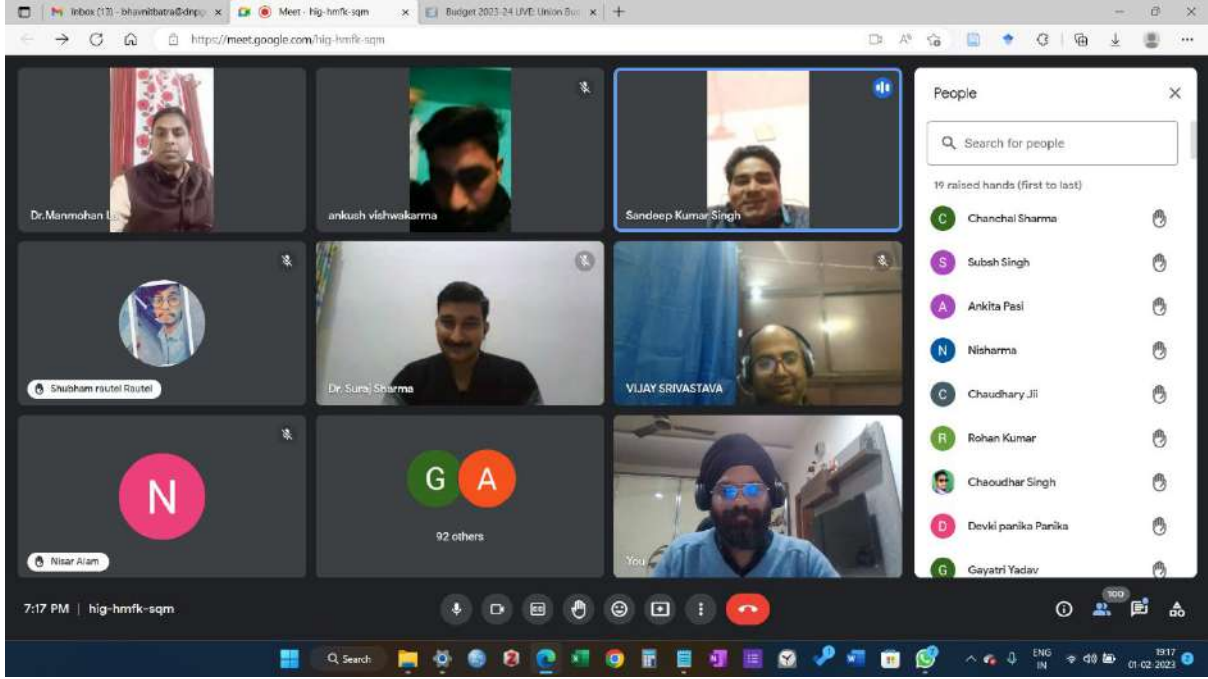 Inbox (13) - bhavnitbatra@dnpg
Meet - hig-hmfk-sqm
Budget 2023-24 LIVE: Union Bu
https://meet.google.com/hig-hmfk-sqm
Dr.Manmohan
ankush vishwakarma
Sandeep Kumar Singh
Shubham rautel Rautel
Dr. Suraj Sharma
VIJAY SRIVASTAVA
N
Nisar Alam
G A
92 others
You
People
Search for people
19 raised hands (first to last)
C Chanchal Sharma
S Subsh Singh
A Ankita Pasi
N Nisharma
C Chaudhary Jii
R Rohan Kumar
Chaoudhar Singh
D Devki panika Panika
G Gayatri Yadav
7:17 PM | hig-hmfk-sqm
100
Search
ENG
IN
19:17
01-02-2023